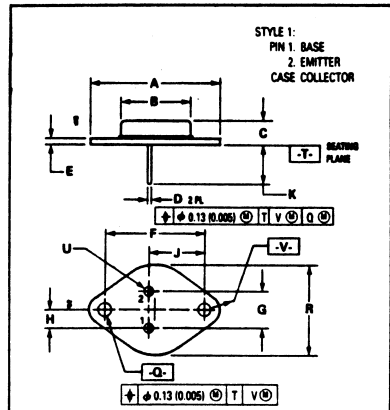 STYLE 1:
PIN 1. BASE
2. EMITTER
CASE COLLECTOR
A
B
C
E
-T- SEATING PLANE
K
D 2 PL
⌖ ϕ 0.13 (0.005) Ⓜ T V Ⓜ Q Ⓜ
F
J
-V-
U
2
H
1
G
R
-Q-
⌖ ϕ 0.13 (0.005) Ⓜ T VⓂ